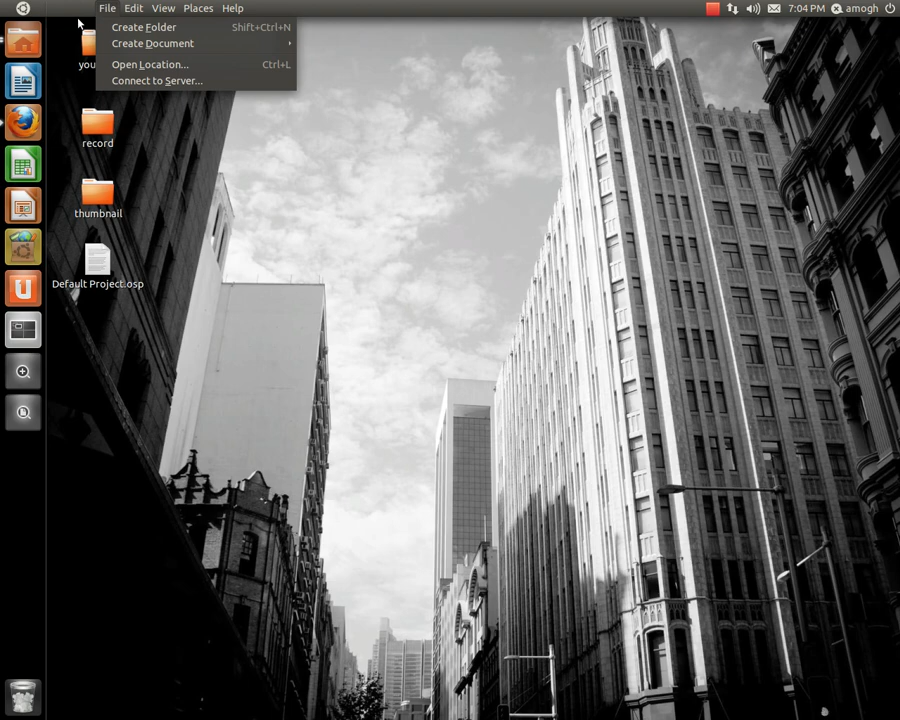 File Edit View Places Help 7:04 PM amogh
Create Folder Shift+Ctrl+N
Create Document
Open Location... Ctrl+L
Connect to Server...
you
record
thumbnail
Default Project.osp
U